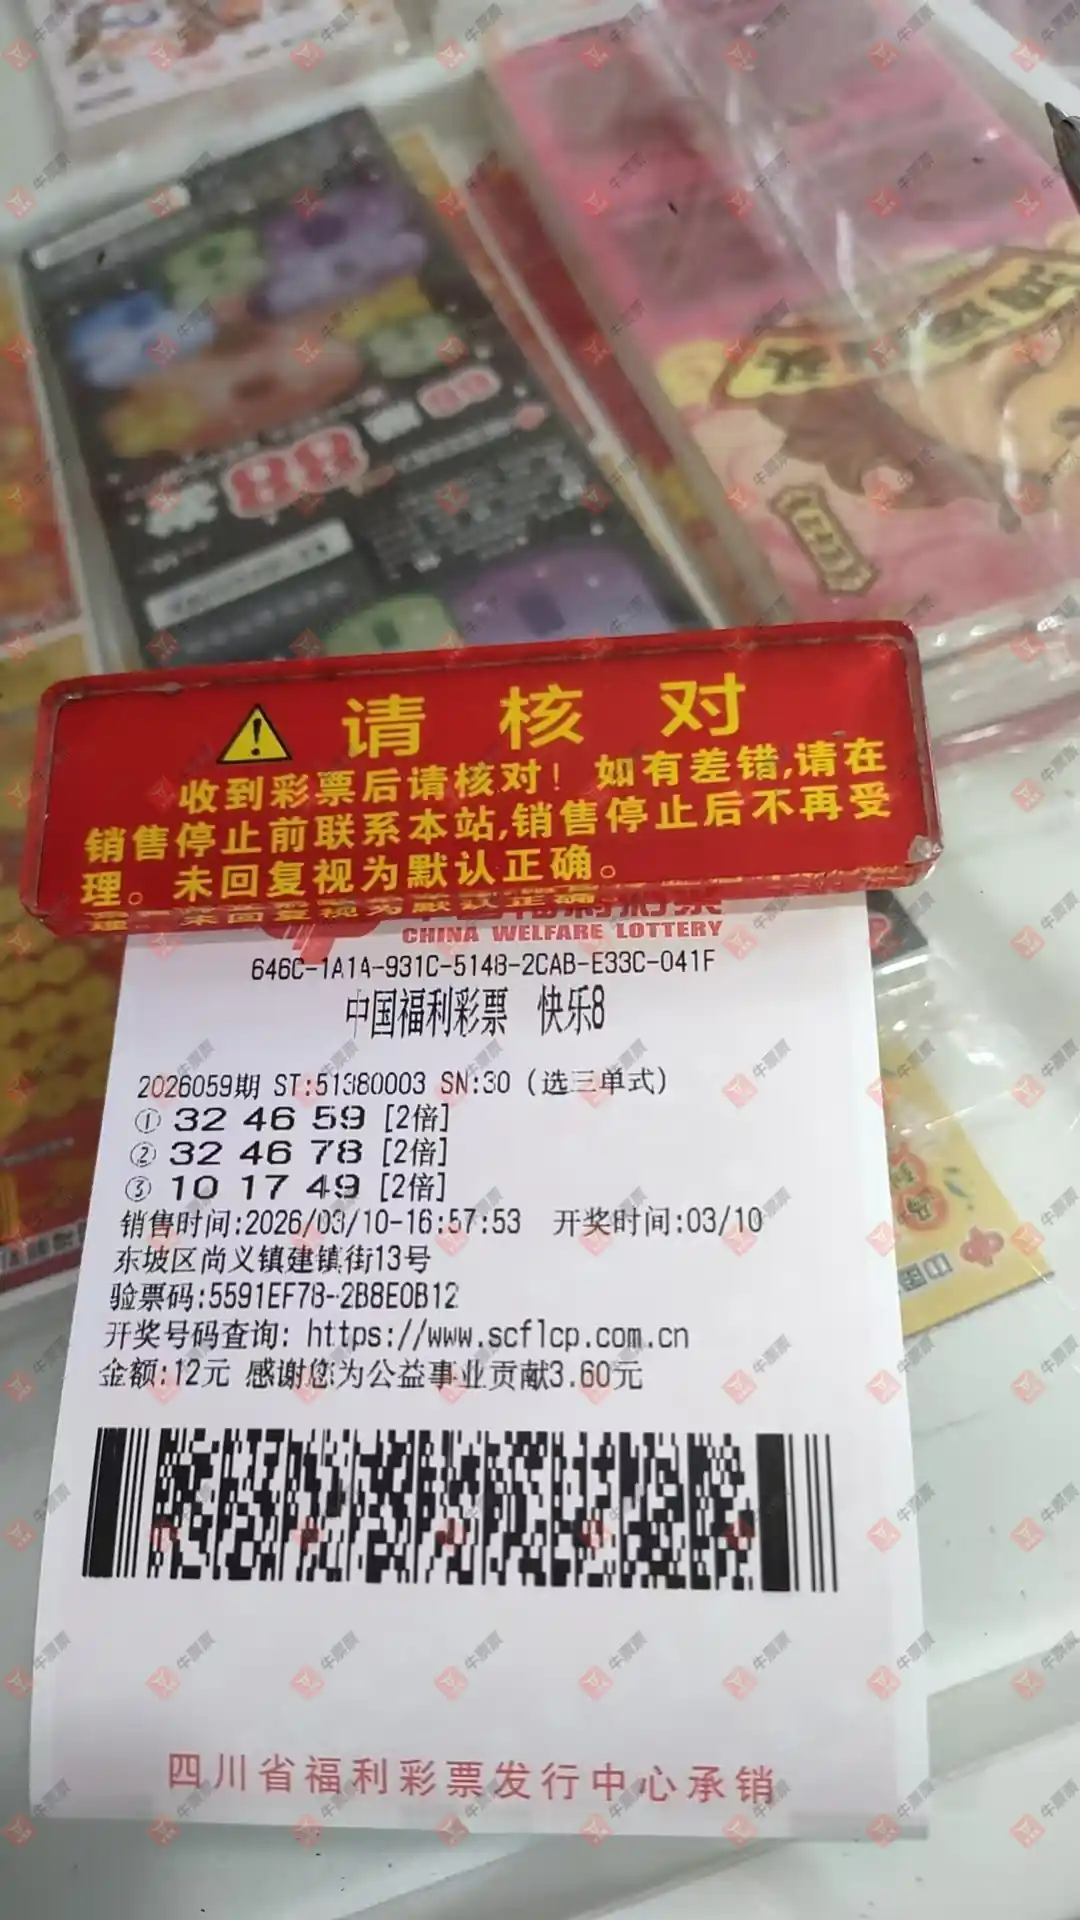 请核对
收到彩票后请核对！如有差错,请在
销售停止前联系本站,销售停止后不再受
理。未回复视为默认正确。
CHINA WELFARE LOTTERY
646C-1A1A-931C-5148-2CAB-E33C-041F
中国福利彩票 快乐8
2026059期 ST:51380003 SN:30 (选三单式)
① 32 46 59 [2倍]
② 32 46 78 [2倍]
③ 10 17 49 [2倍]
销售时间:2026/03/10-16:57:53 开奖时间:03/10
东坡区尚义镇建镇街13号
验票码:5591EF78-2B8E0B12
开奖号码查询: https://www.scflcp.com.cn
金额:12元 感谢您为公益事业贡献3.60元
四川省福利彩票发行中心承销
牛票票
88